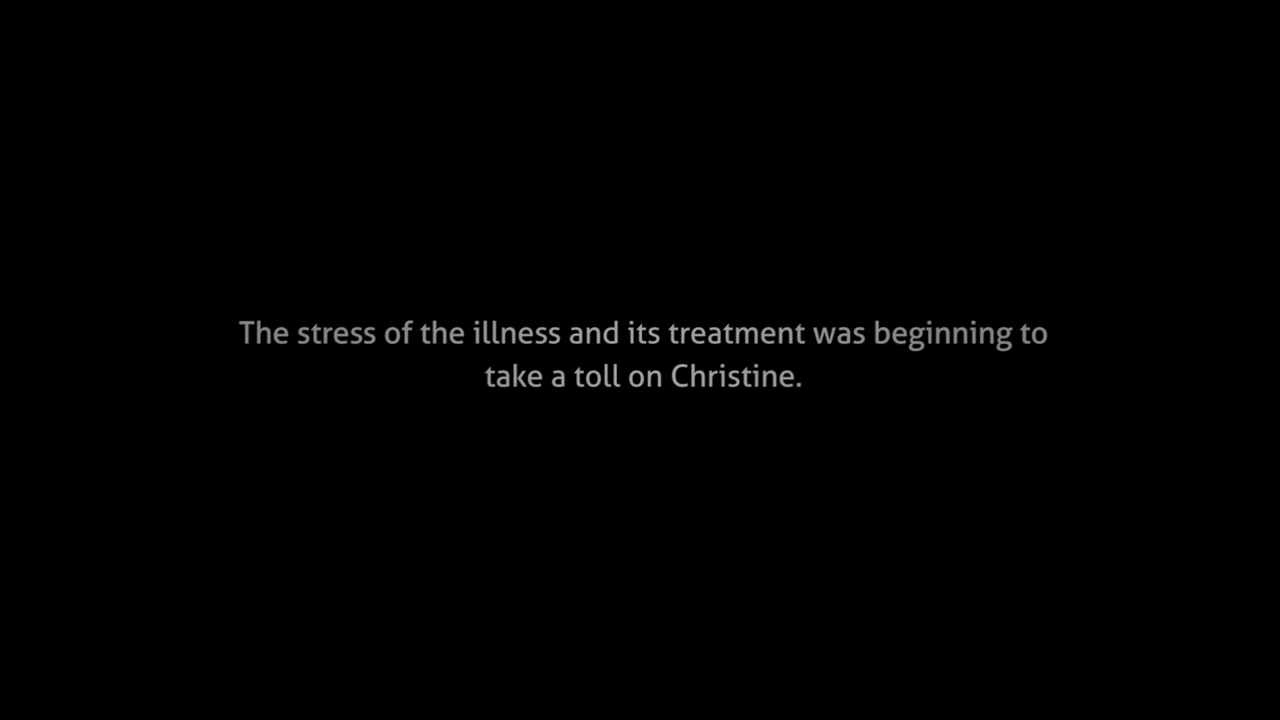 The stress of the illness and its treatment was beginning to
take a toll on Christine.